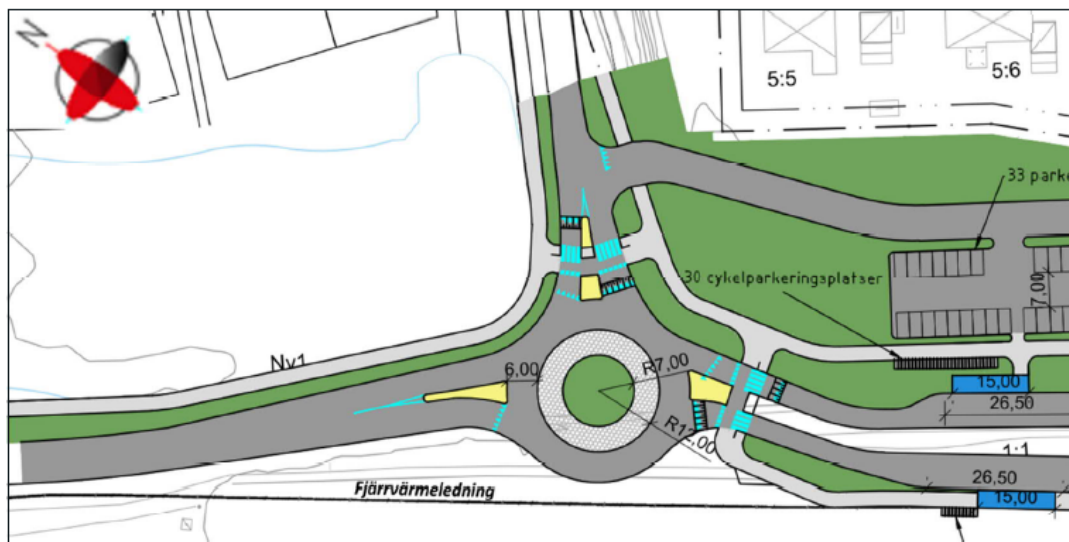 N
5:5
5:6
33 parke
30 cykelparkeringsplatser
7,00
Nv1
6,00
R7,00
15,00
26,50
R12,00
1:1
Fjärrvärmeledning
26,50
15,00